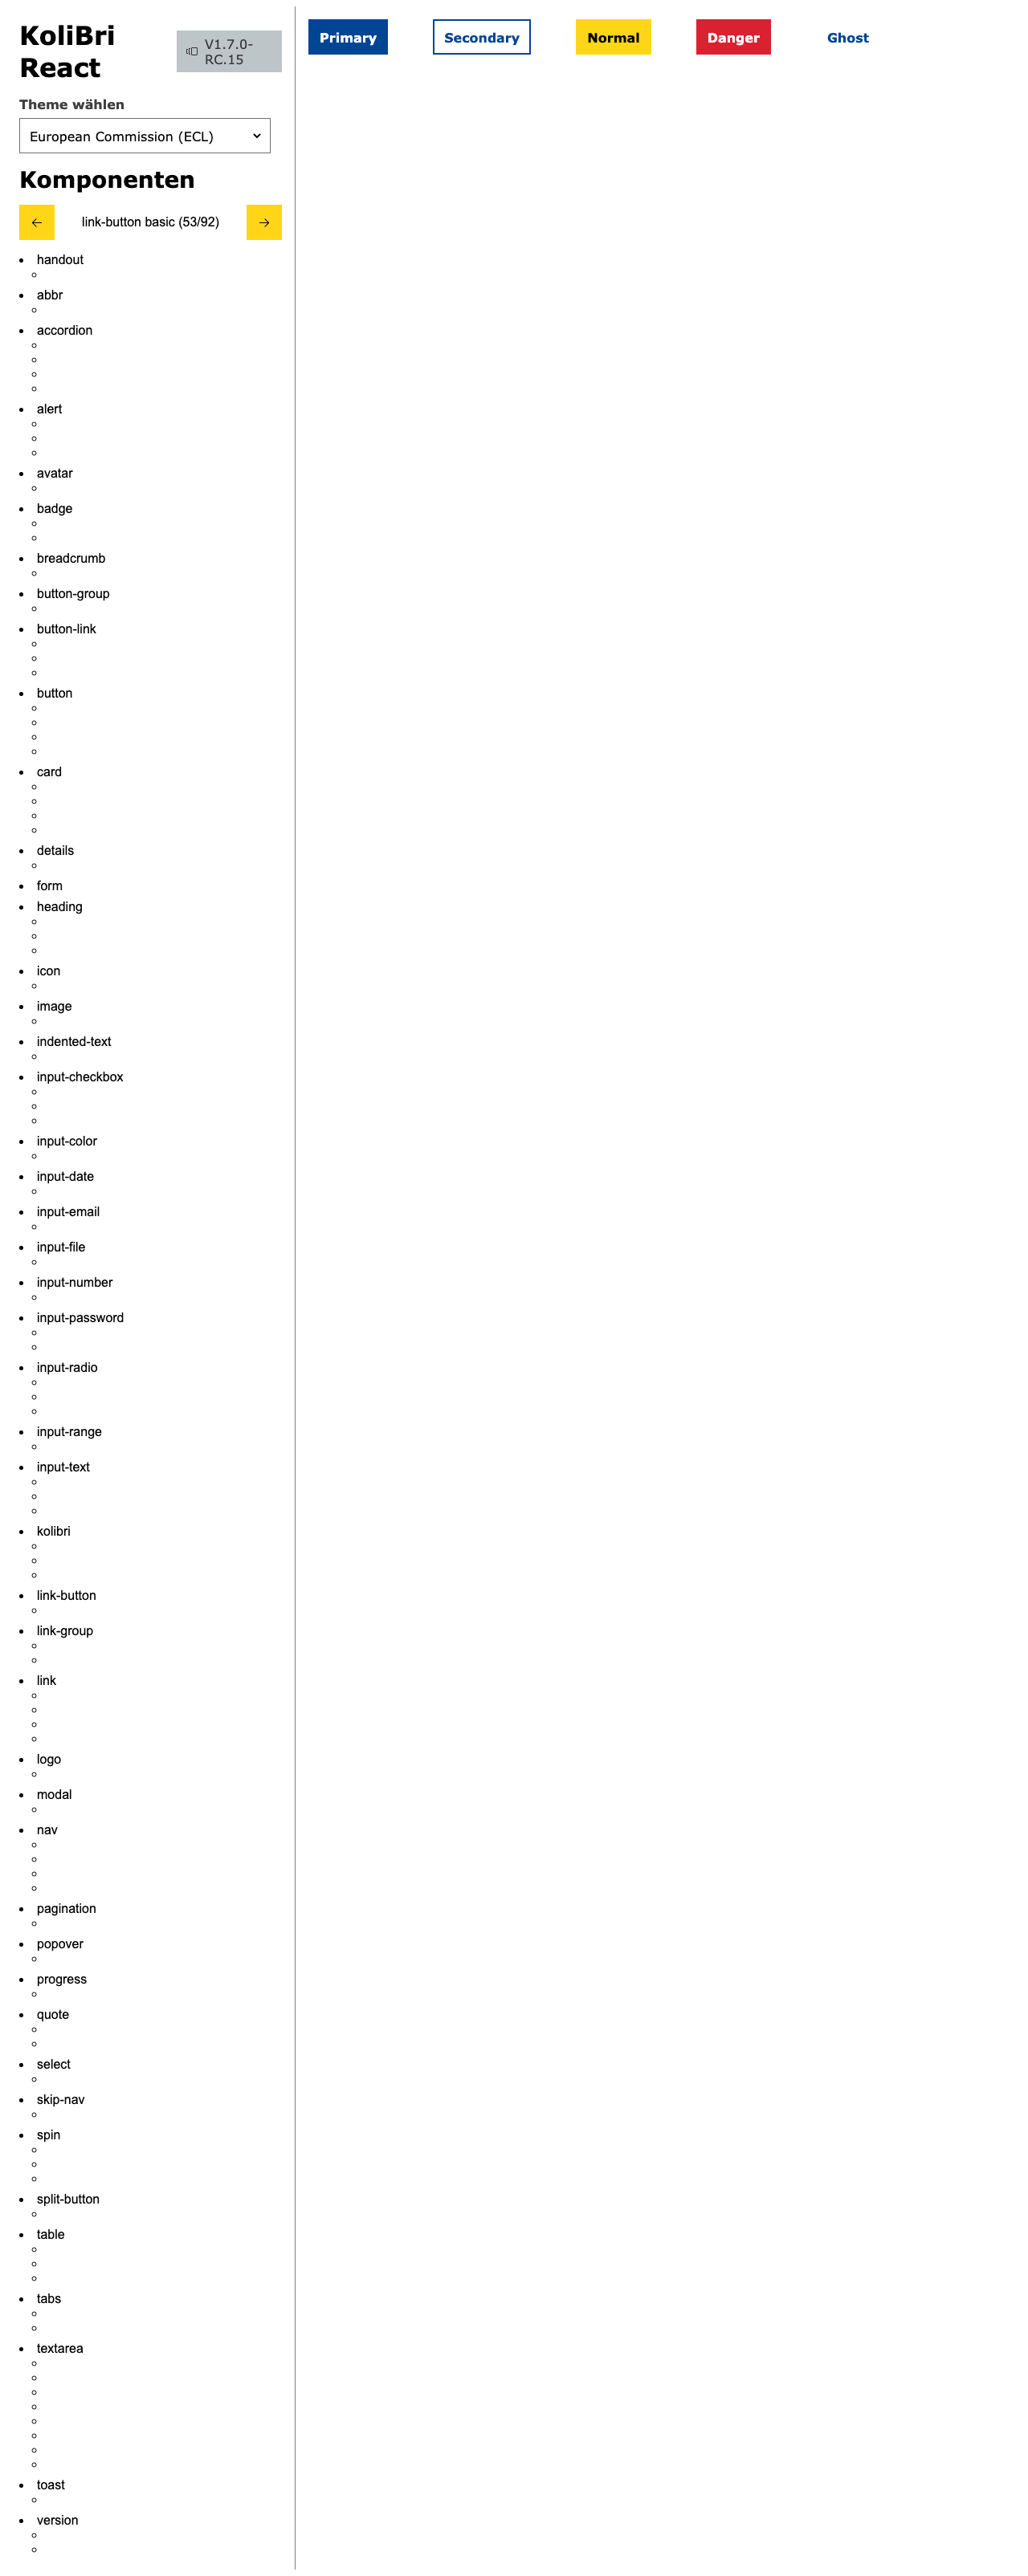 KoliBri
React
V1.7.0-
RC.15
Theme wählen
European Commission (ECL)
Komponenten
← link-button basic (53/92) →
handout
abbr
accordion
alert
avatar
badge
breadcrumb
button-group
button-link
button
card
details
form
heading
icon
image
indented-text
input-checkbox
input-color
input-date
input-email
input-file
input-number
input-password
input-radio
input-range
input-text
kolibri
link-button
link-group
link
logo
modal
nav
pagination
popover
progress
quote
select
skip-nav
spin
split-button
table
tabs
textarea
toast
version
Primary Secondary Normal Danger Ghost